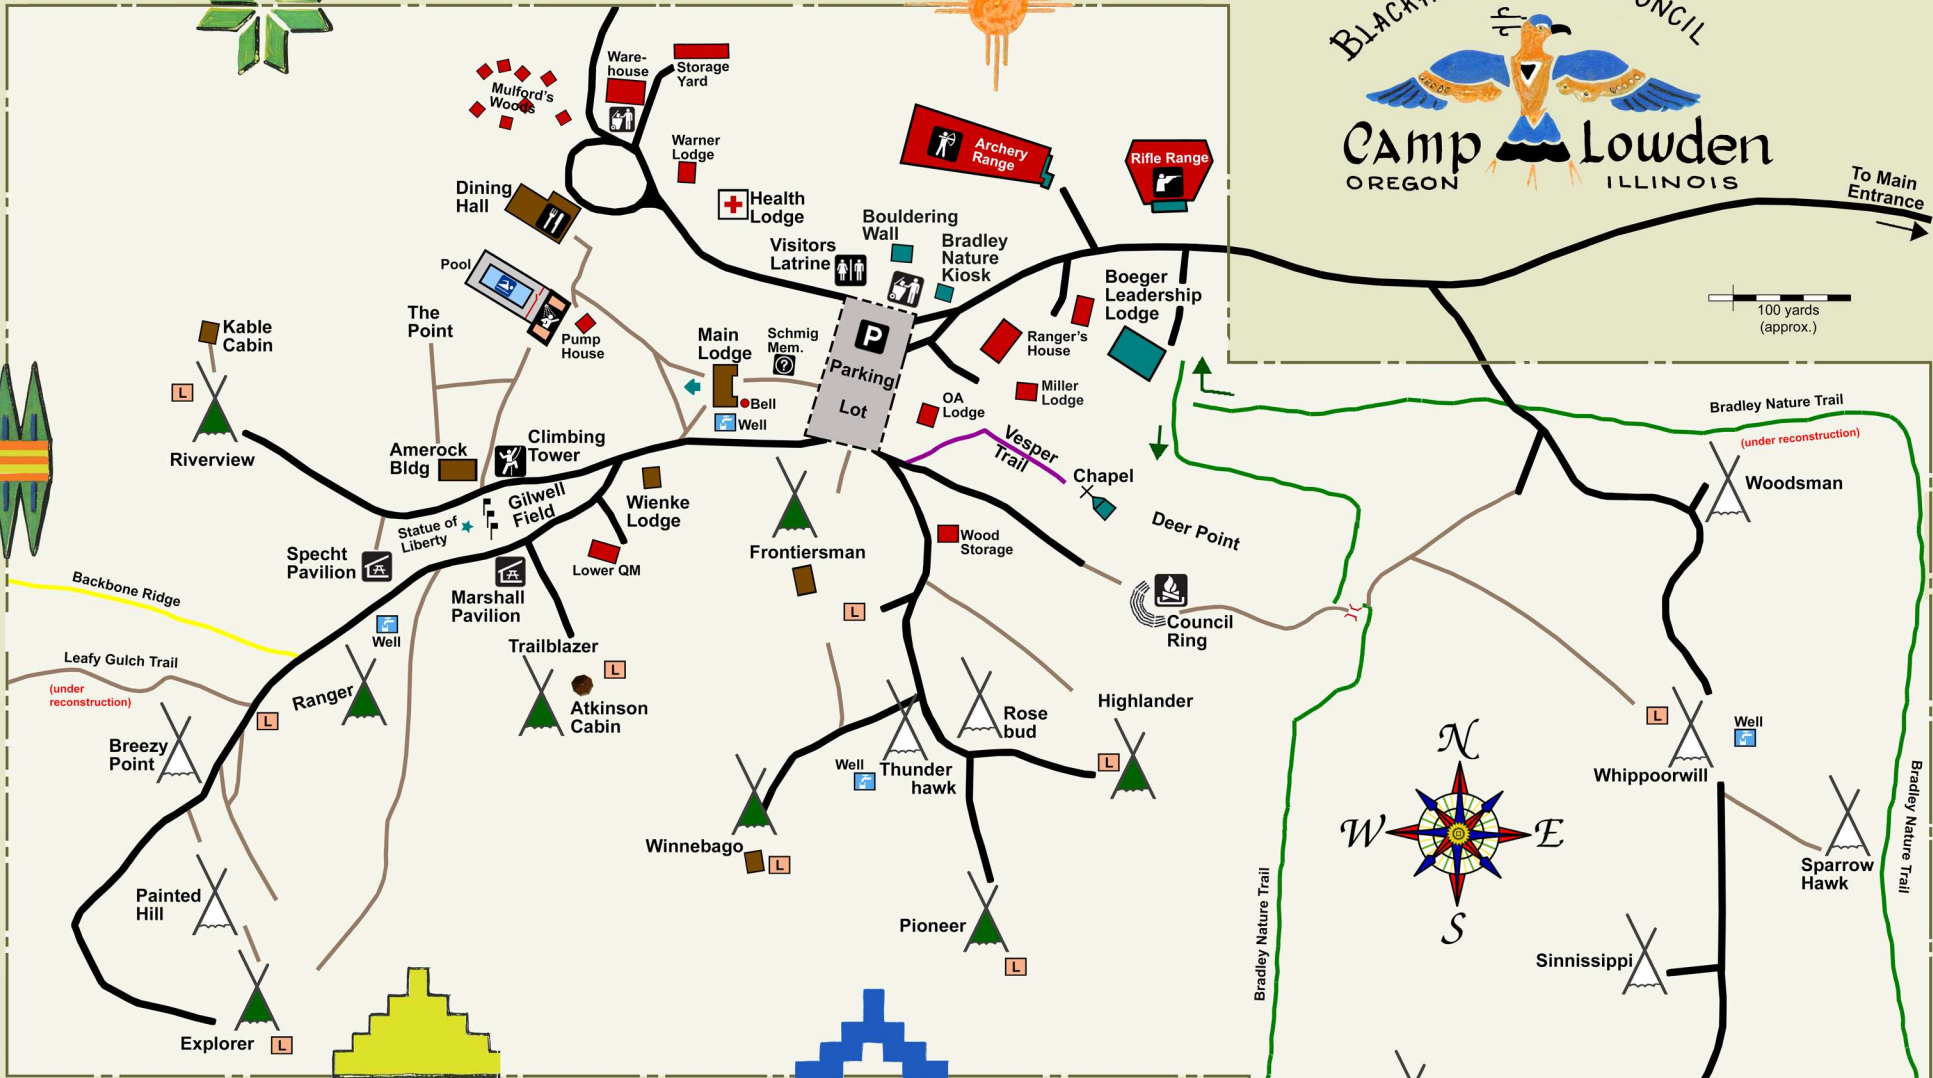 CAMP LOWDEN
OREGON ILLINOIS
To Main
Entrance
100 yards
(approx.)
Ware-
house
Storage
Yard
Mulford's
Woods
Warner
Lodge
Archery
Range
Rifle Range
Dining
Hall
Health
Lodge
Bouldering
Wall
Visitors
Latrine
Bradley
Nature
Kiosk
Pool
Boeger
Leadership
Lodge
The
Point
Kable
Cabin
Pump
House
Main
Lodge
Schmig
Mem.
?
P
Parking
Lot
Ranger's
House
Miller
Lodge
OA
Lodge
L
Bell
Well
Riverview
Amerock
Bldg
Climbing
Tower
Vesper
Trail
Chapel
Bradley Nature Trail
(under reconstruction)
Woodsman
Gilwell
Field
Statue of
Liberty
Wienke
Lodge
Frontiersman
Wood
Storage
Deer Point
Specht
Pavilion
Lower QM
Marshall
Pavilion
Backbone Ridge
Well
L
Council
Ring
Trailblazer
L
Leafy Gulch Trail
(under
reconstruction)
Ranger
Atkinson
Cabin
L
Rose
bud
Highlander
L
L
Well
Breezy
Point
Well
Thunder
hawk
Whippoorwill
N
W
E
S
Bradley Nature Trail
Winnebago
L
Sparrow
Hawk
Painted
Hill
Pioneer
L
Bradley Nature Trail
Sinnissippi
Explorer
L